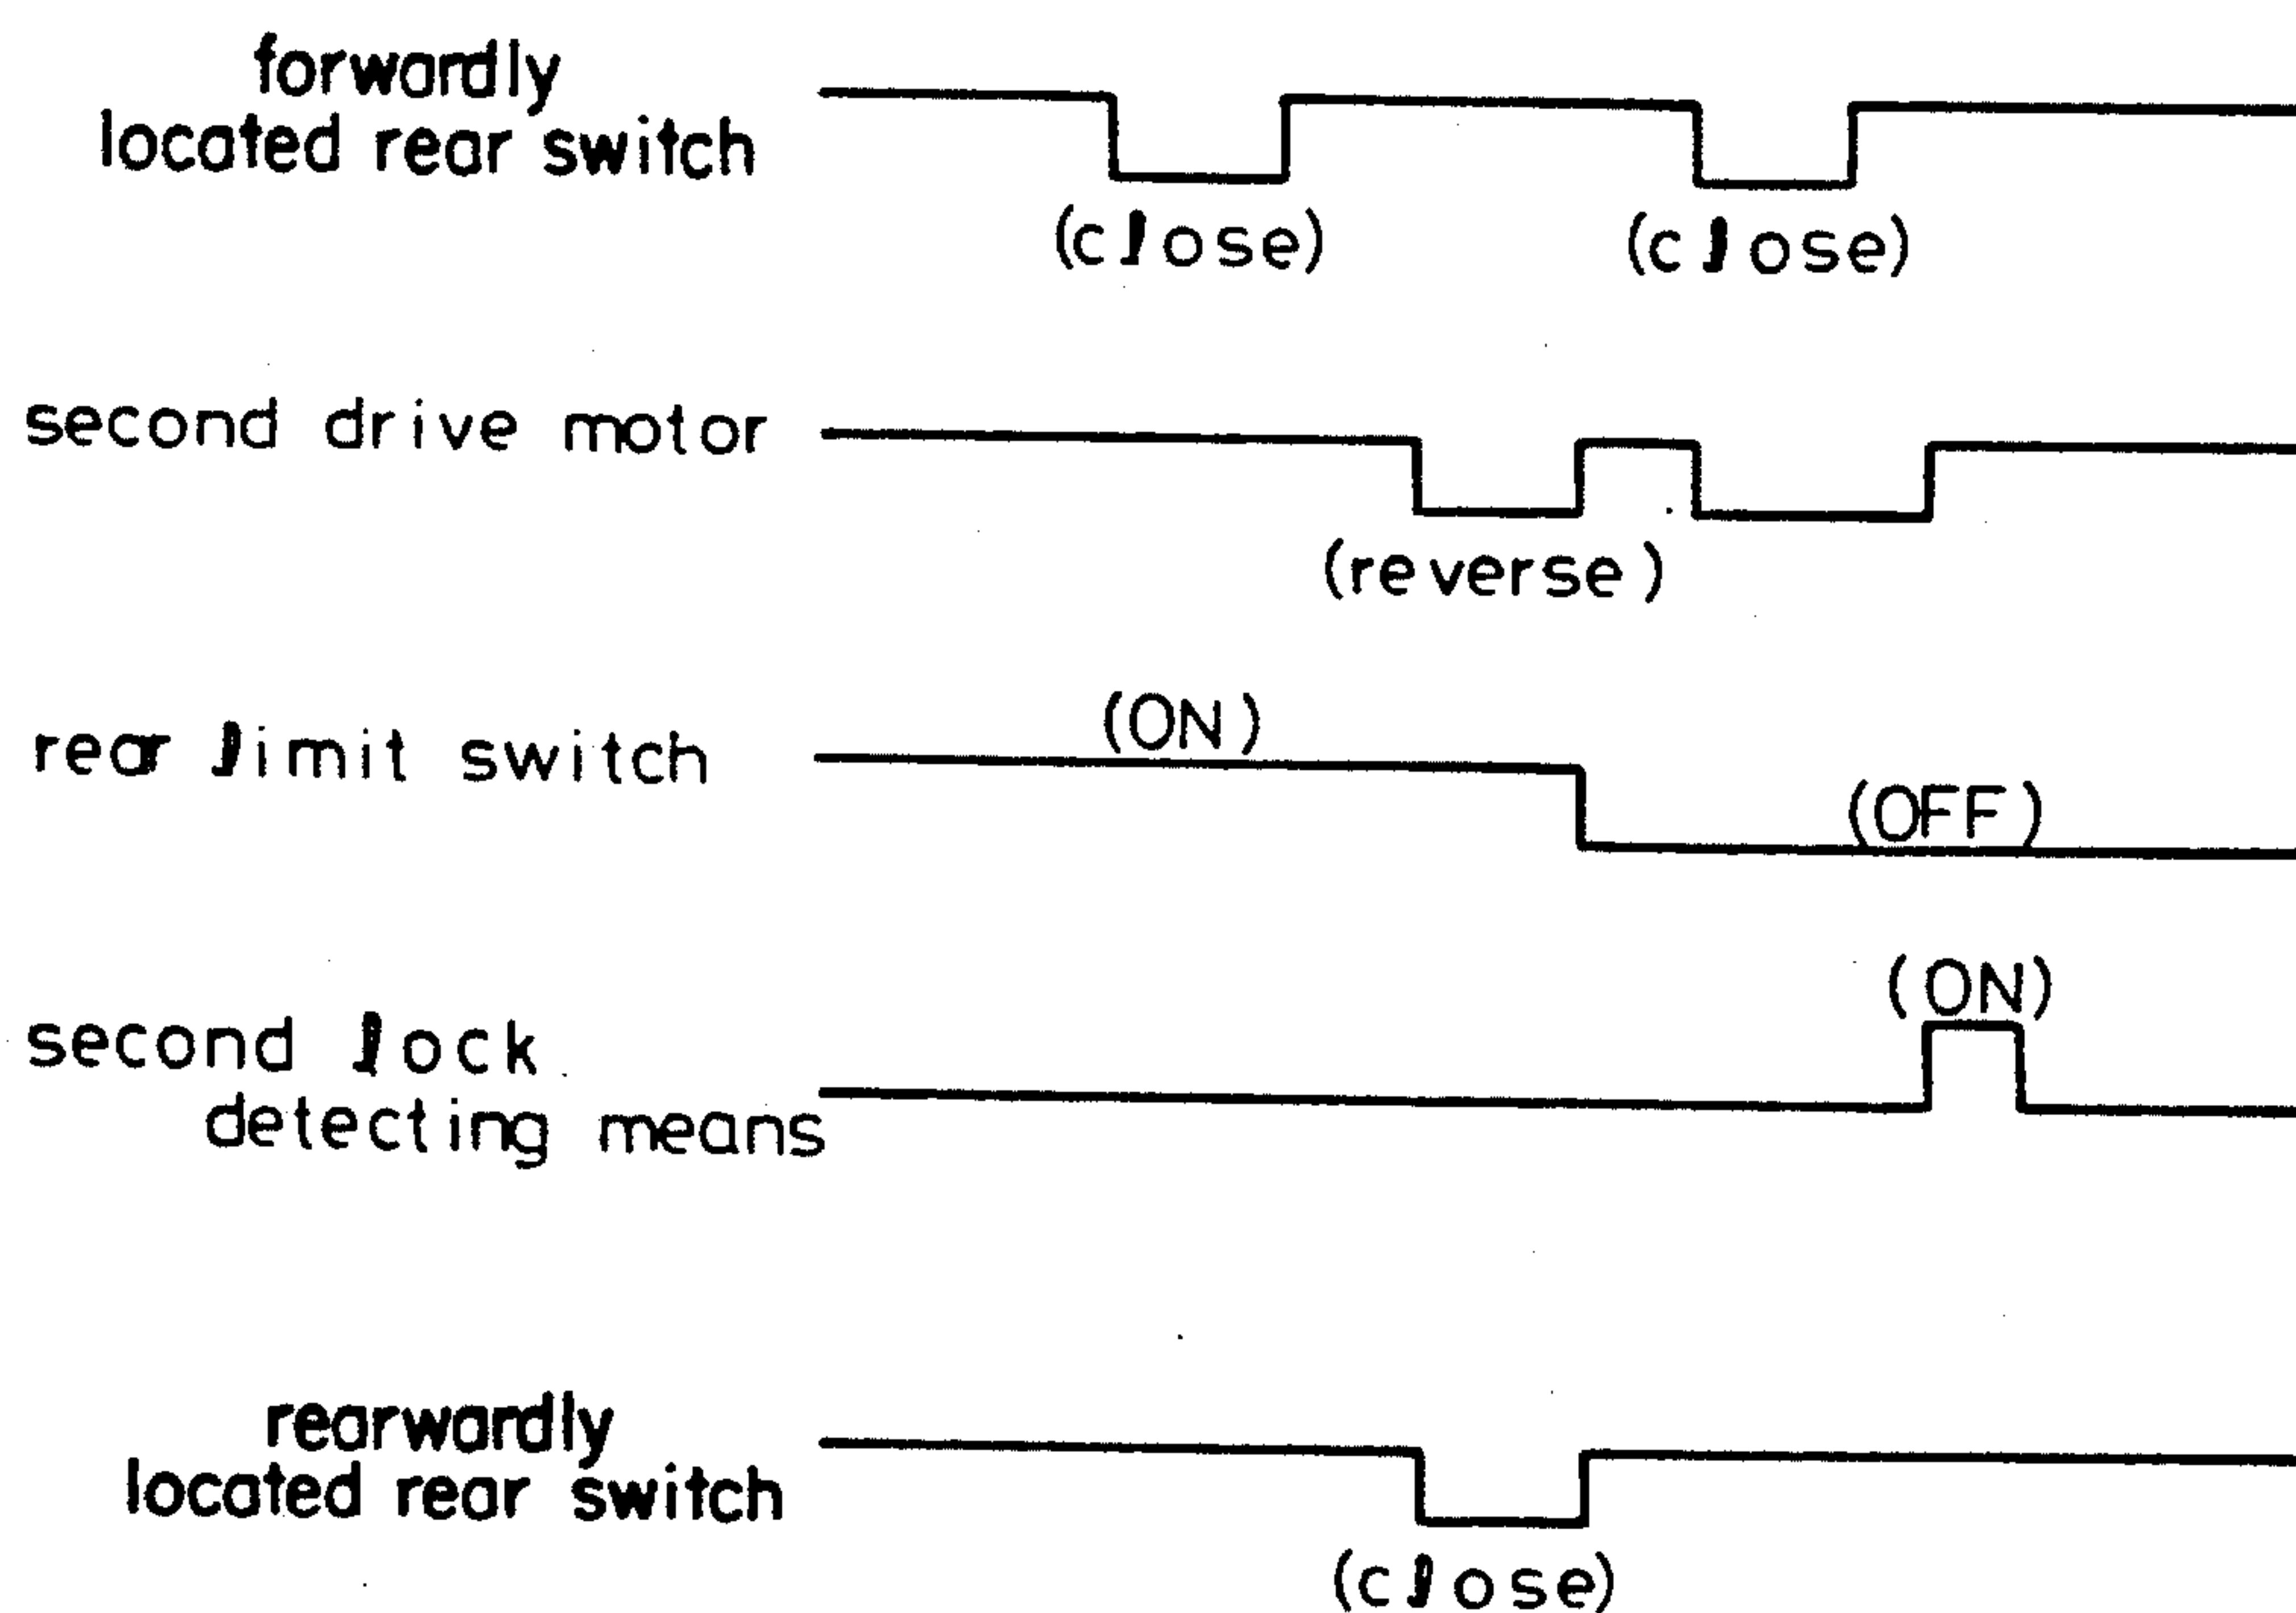 forwardly
located rear switch
(close) (close)
second drive motor
(reverse)
(ON)
rear limit switch
(OFF)
(ON)
second lock
detecting means
rearwardly
located rear switch
(close)